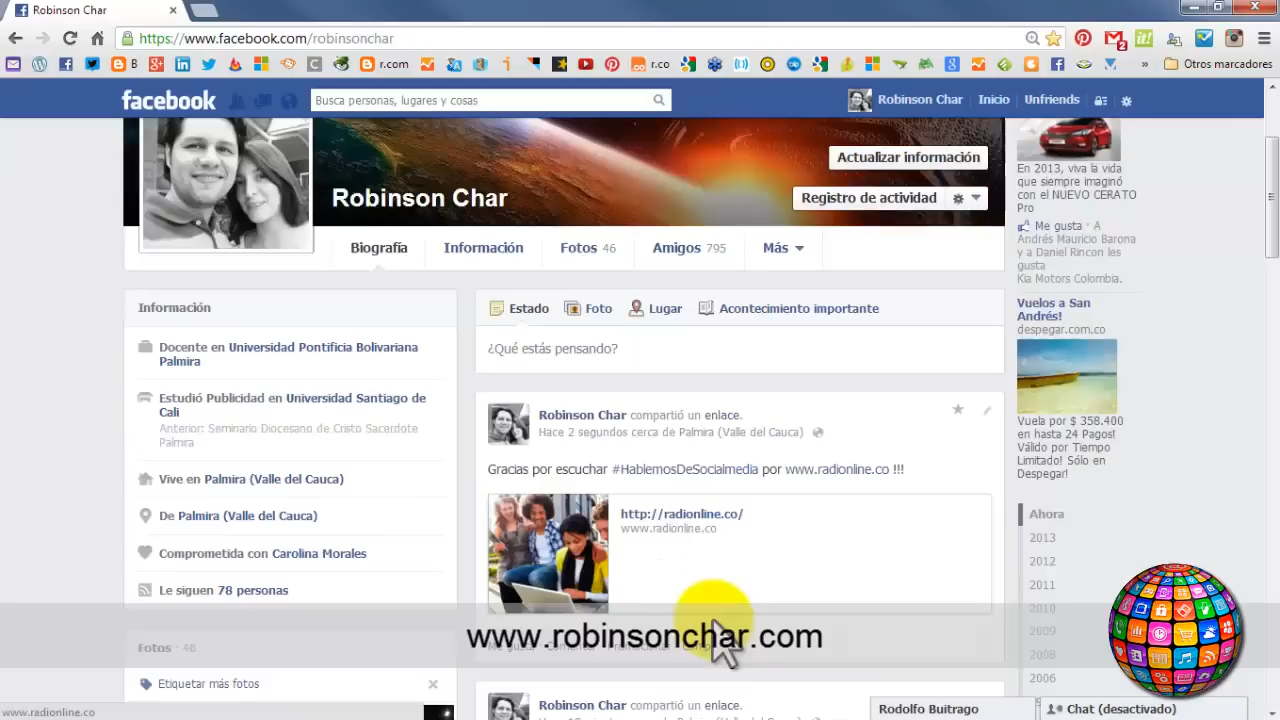 Robinson Char
https://www.facebook.com/robinsonchar
2
B
r.com
r.co
Otros marcadores
facebook
Busca personas, lugares y cosas
Robinson Char
Inicio
Unfriends
Actualizar información
Robinson Char
Registro de actividad
Biografía
Información
Fotos 46
Amigos 795
Más
Información
Docente en Universidad Pontificia Bolivariana
Palmira
Estudió Publicidad en Universidad Santiago de
Cali
Anterior: Seminario Diocesano de Cristo Sacerdote
Palmira
Vive en Palmira (Valle del Cauca)
De Palmira (Valle del Cauca)
Comprometida con Carolina Morales
Le siguen 78 personas
Fotos · 46
Etiquetar más fotos
Estado
Foto
Lugar
Acontecimiento importante
¿Qué estás pensando?
Robinson Char compartió un enlace.
Hace 2 segundos cerca de Palmira (Valle del Cauca)
Gracias por escuchar #HablemosDeSocialmedia por www.radionline.co !!!
http://radionline.co/
www.radionline.co
www.robinsonchar.com
Robinson Char compartió un enlace.
En 2013, viva la vida
que siempre imaginó
con el NUEVO CERATO
Pro
Me gusta · A
Andrés Mauricio Barona
y a Daniel Rincon les
gusta
Kia Motors Colombia.
Vuelos a San
Andrés!
despegar.com.co
Vuela por $ 358.400
en hasta 24 Pagos!
Válido por Tiempo
Limitado! Sólo en
Despegar!
Ahora
2013
2012
2011
2010
2009
2008
2006
www.radionline.co
Rodolfo Buitrago
Chat (desactivado)